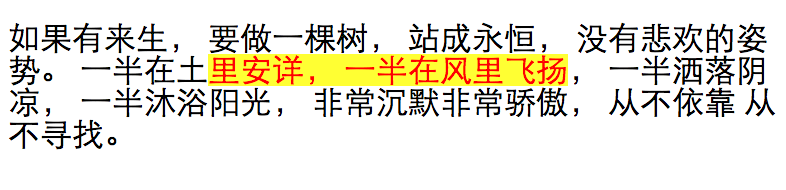 如果有来生， 要做一棵树， 站成永恒， 没有悲欢的姿
势。 一半在土里安详， 一半在风里飞扬， 一半洒落阴
凉， 一半沐浴阳光， 非常沉默非常骄傲， 从不依靠 从
不寻找。